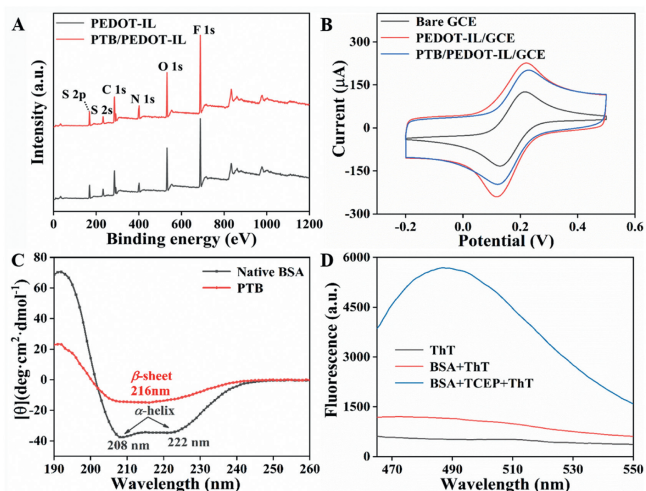 A
PEDOT-IL
PTB/PEDOT-IL
F 1s
O 1s
C 1s
N 1s
S 2p
S 2s
Intensity (a.u.)
0 200 400 600 800 1000 1200
Binding energy (eV)
B
Bare GCE
PEDOT-IL/GCE
PTB/PEDOT-IL/GCE
Current (μA)
300
150
0
-150
-300
-0.2 0.0 0.2 0.4 0.6
Potential (V)
C
Native BSA
PTB
β-sheet
216nm
α-helix
208 nm
222 nm
[θ](deg·cm²·dmol⁻¹)
80
60
40
20
0
-20
-40
190 200 210 220 230 240 250 260
Wavelength (nm)
D
ThT
BSA+ThT
BSA+TCEP+ThT
Fluorescence (a.u.)
6000
4500
3000
1500
0
470 490 510 530 550
Wavelength (nm)